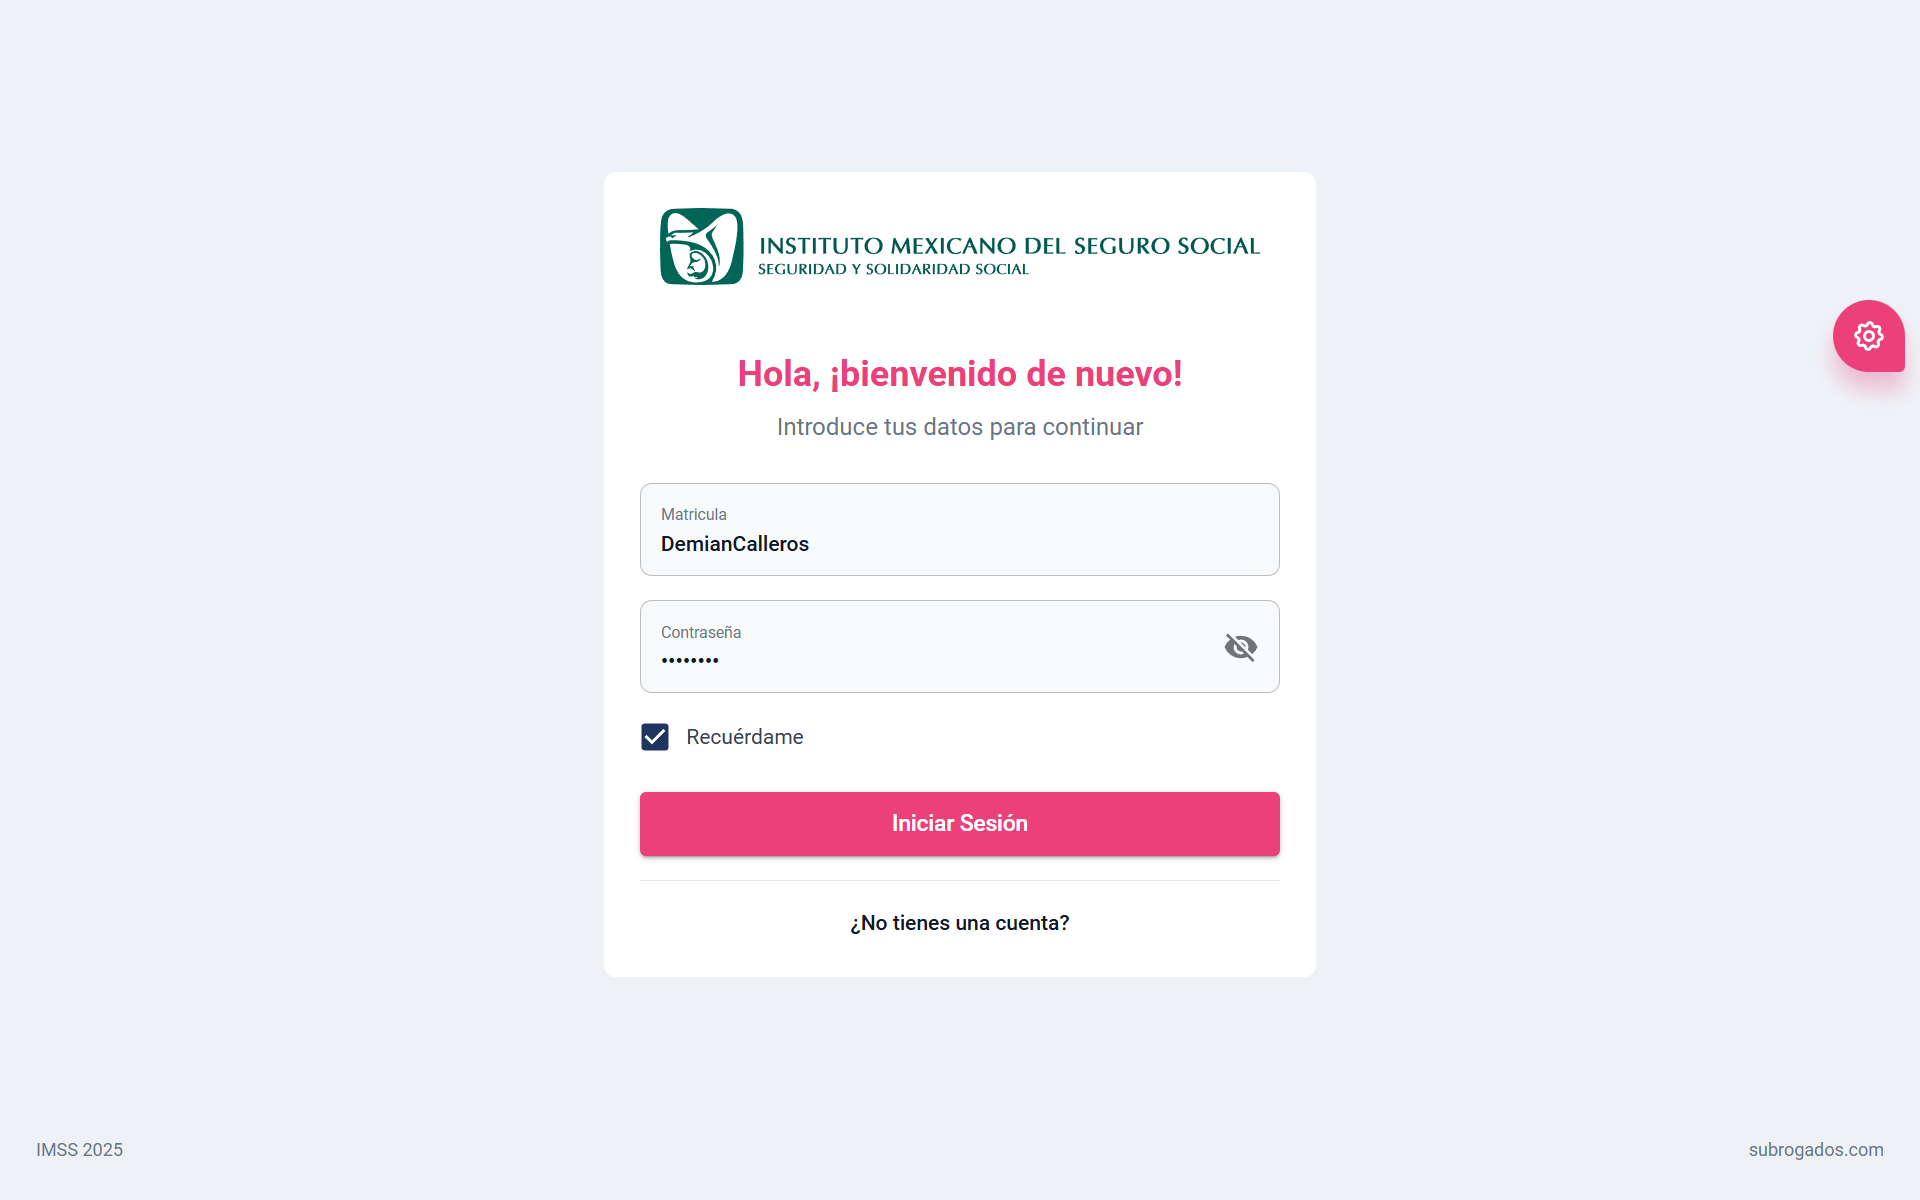 INSTITUTO MEXICANO DEL SEGURO SOCIAL
SEGURIDAD Y SOLIDARIDAD SOCIAL
Hola, ¡bienvenido de nuevo!
Introduce tus datos para continuar
Matricula
DemianCalleros
Contraseña
••••••••
Recuérdame
Iniciar Sesión
¿No tienes una cuenta?
IMSS 2025
subrogados.com